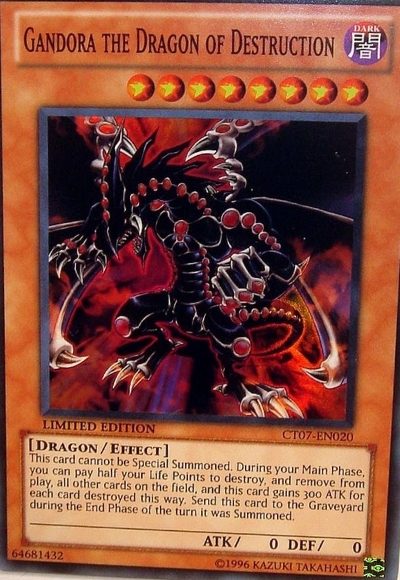 GANDORA THE DRAGON OF DESTRUCTION
DARK
闇
LIMITED EDITION
CT07-EN020
[DRAGON/EFFECT]
This card cannot be Special Summoned. During your Main Phase,
you can pay half your Life Points to destroy, and remove from
play, all other cards on the field, and this card gains 300 ATK for
each card destroyed this way. Send this card to the Graveyard
during the End Phase of the turn it was Summoned.
ATK/ 0 DEF/ 0
64681432
©1996 KAZUKI TAKAHASHI